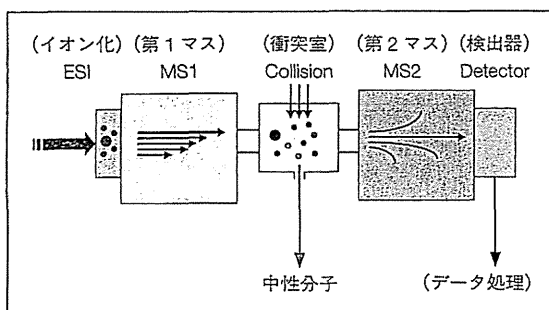 （イオン化）（第1マス） （衝突室） （第2マス）（検出器）
ESI MS1 Collision MS2 Detector
中性分子 （データ処理）